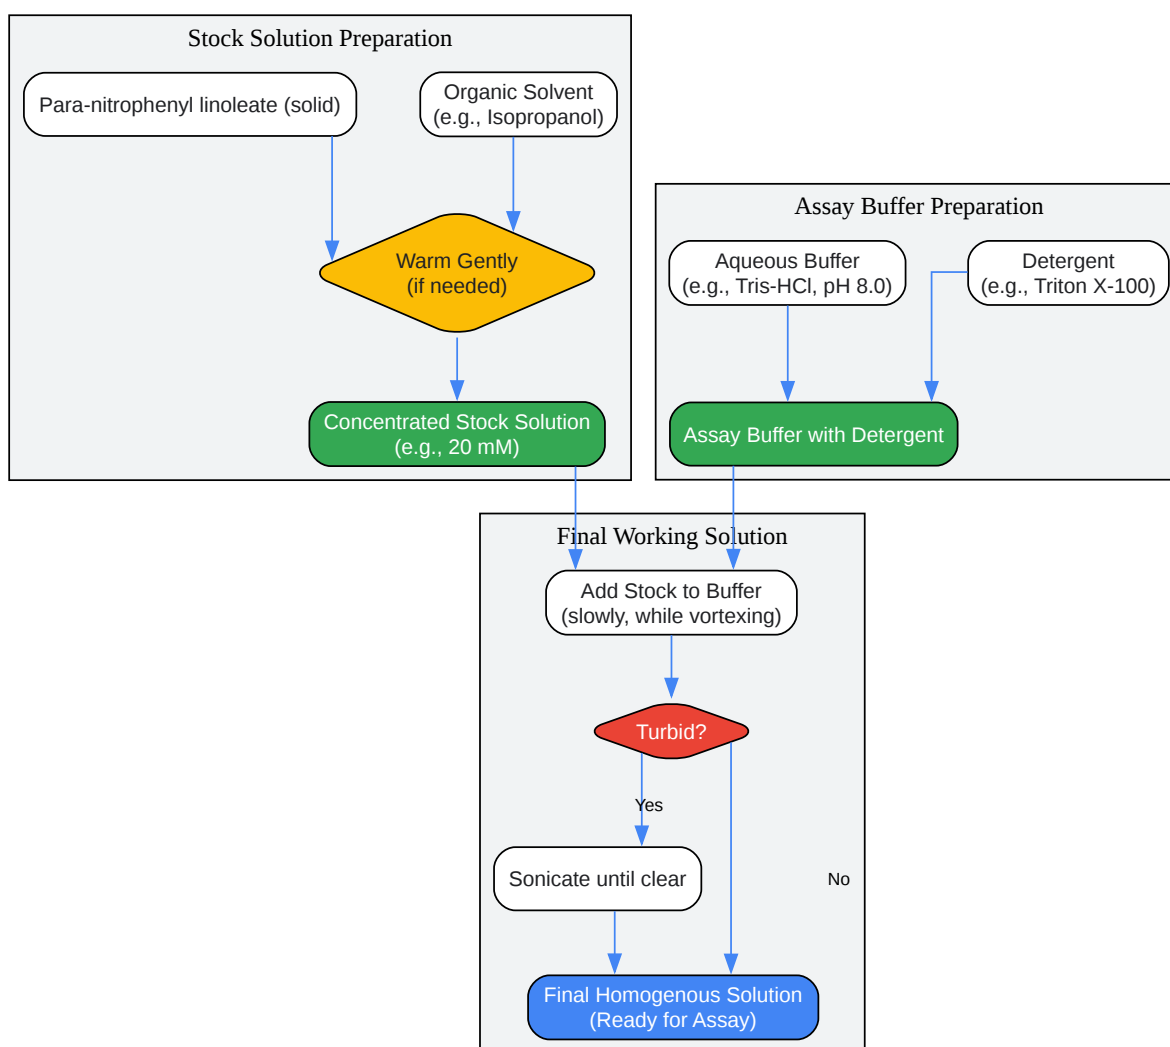 Stock Solution Preparation
Para-nitrophenyl linoleate (solid)
Organic Solvent
(e.g., Isopropanol)
Warm Gently
(if needed)
Concentrated Stock Solution
(e.g., 20 mM)
Assay Buffer Preparation
Aqueous Buffer
(e.g., Tris-HCl, pH 8.0)
Detergent
(e.g., Triton X-100)
Assay Buffer with Detergent
Final Working Solution
Add Stock to Buffer
(slowly, while vortexing)
Turbid?
Yes
Sonicate until clear
No
Final Homogenous Solution
(Ready for Assay)